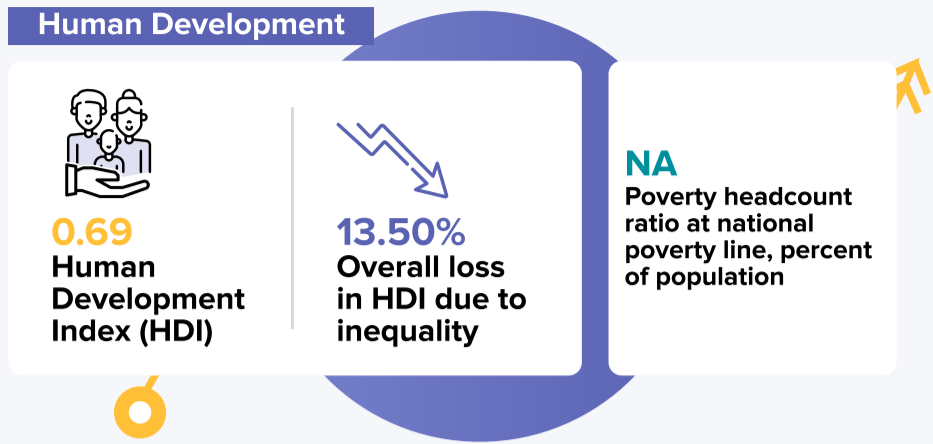 Human Development
0.69
Human
Development
Index (HDI)
13.50%
Overall loss
in HDI due to
inequality
NA
Poverty headcount
ratio at national
poverty line, percent
of population